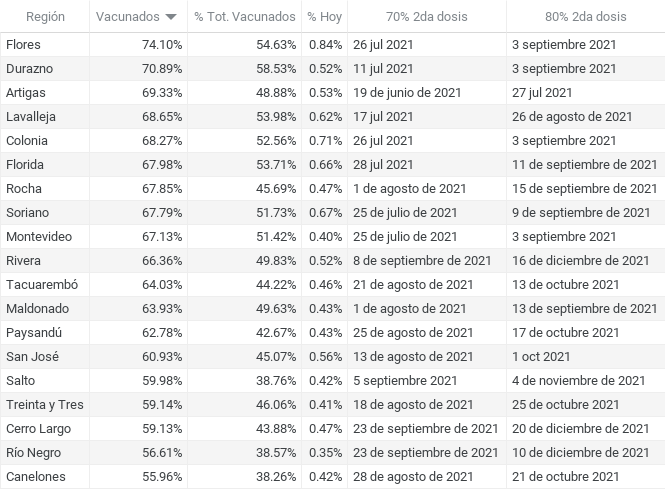 Región Vacunados % Tot. Vacunados % Hoy 70% 2da dosis 80% 2da dosis
Flores 74.10% 54.63% 0.84% 26 jul 2021 3 septiembre 2021
Durazno 70.89% 58.53% 0.52% 11 jul 2021 3 septiembre 2021
Artigas 69.33% 48.88% 0.53% 19 de junio de 2021 27 jul 2021
Lavalleja 68.65% 53.98% 0.62% 17 jul 2021 26 de agosto de 2021
Colonia 68.27% 52.56% 0.71% 26 jul 2021 3 septiembre 2021
Florida 67.98% 53.71% 0.66% 28 jul 2021 11 de septiembre de 2021
Rocha 67.85% 45.69% 0.47% 1 de agosto de 2021 15 de septiembre de 2021
Soriano 67.79% 51.73% 0.67% 25 de julio de 2021 9 de septiembre de 2021
Montevideo 67.13% 51.42% 0.40% 25 de julio de 2021 3 septiembre 2021
Rivera 66.36% 49.83% 0.52% 8 de septiembre de 2021 16 de diciembre de 2021
Tacuarembó 64.03% 44.22% 0.46% 21 de agosto de 2021 13 de octubre de 2021
Maldonado 63.93% 49.63% 0.43% 1 de agosto de 2021 13 de septiembre de 2021
Paysandú 62.78% 42.67% 0.43% 25 de agosto de 2021 17 de octubre de 2021
San José 60.93% 45.07% 0.56% 13 de agosto de 2021 1 oct 2021
Salto 59.98% 38.76% 0.42% 5 septiembre 2021 4 de noviembre de 2021
Treinta y Tres 59.14% 46.06% 0.41% 18 de agosto de 2021 25 de octubre de 2021
Cerro Largo 59.13% 43.88% 0.47% 23 de septiembre de 2021 20 de diciembre de 2021
Río Negro 56.61% 38.57% 0.35% 23 de septiembre de 2021 10 de diciembre de 2021
Canelones 55.96% 38.26% 0.42% 28 de agosto de 2021 21 de octubre de 2021